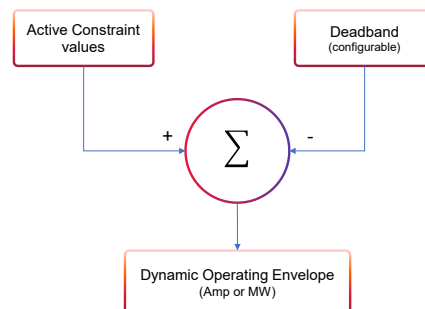 Active Constraint
values
Deadband
(configurable)
+
-
∑
Dynamic Operating Envelope
(Amp or MW)